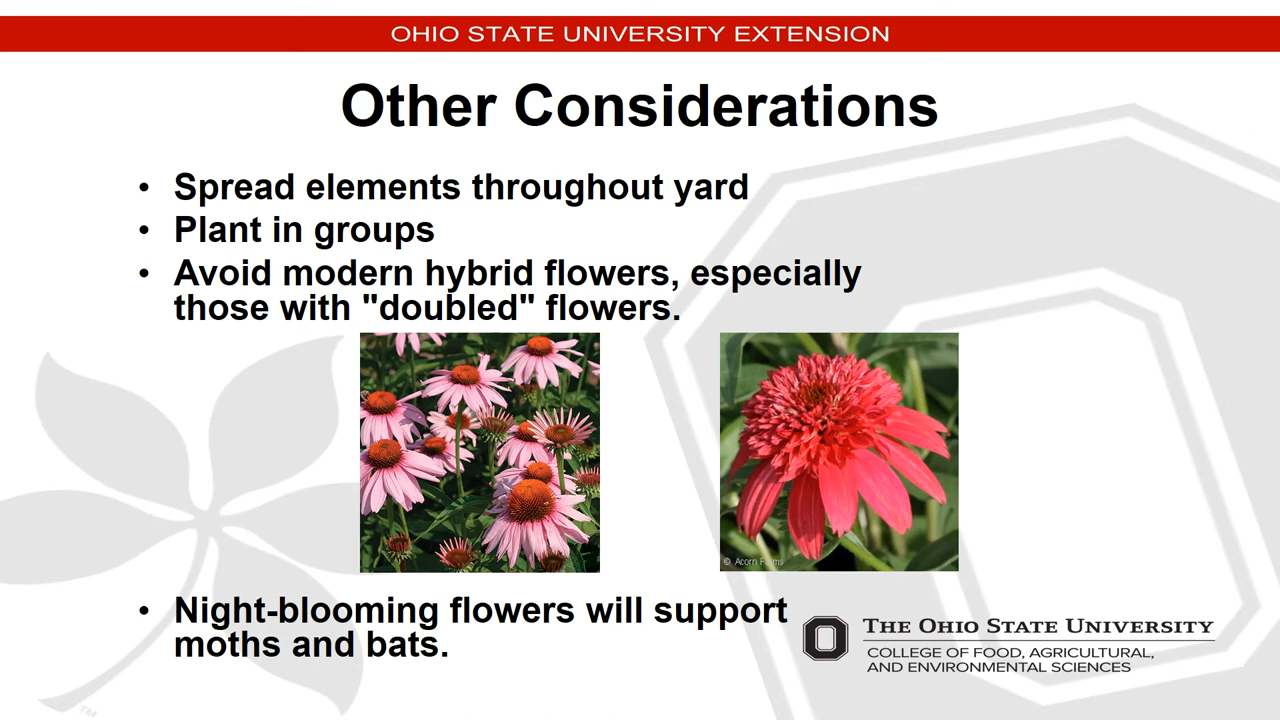 OHIO STATE UNIVERSITY EXTENSION
Other Considerations
• Spread elements throughout yard
• Plant in groups
• Avoid modern hybrid flowers, especially
those with "doubled" flowers.
© Acorn Farms
• Night-blooming flowers will support
moths and bats.
THE OHIO STATE UNIVERSITY
COLLEGE OF FOOD, AGRICULTURAL,
AND ENVIRONMENTAL SCIENCES
TM